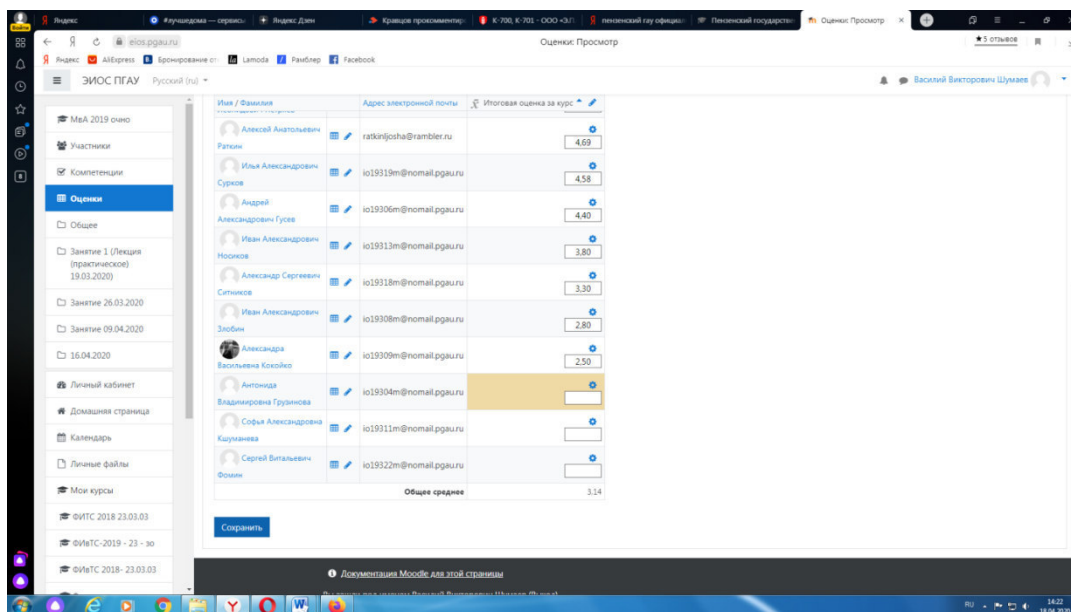 Яндекс
#лучшедома — сервисы
Яндекс Дзен
Кравцов прокомментир
К-700, К-701 - ООО «З.П
пензенский гау официал
Пензенский государстве
Оценки: Просмотр
eios.pgau.ru
Оценки: Просмотр
5 отзывов
Яндекс
AliExpress
Бронирование от
Lamoda
Рамблер
Facebook
ЭИОС ПГАУ Русский (ru)
Василий Викторович Шумаев
МвА 2019 очно
Участники
Компетенции
Оценки
Общее
Занятие 1 (Лекция
(практическое)
19.03.2020)
Занятие 26.03.2020
Занятие 09.04.2020
16.04.2020
Личный кабинет
Домашняя страница
Календарь
Личные файлы
Мои курсы
ФИТС 2018 23.03.03
ФИвТС-2019 - 23 - зо
ФИвТС 2018- 23.03.03
Имя / Фамилия Адрес электронной почты Итоговая оценка за курс
Алексей Анатольевич
Раткин ratkinljosha@rambler.ru 4,69
Илья Александрович
Сурков io19319m@nomail.pgau.ru 4,58
Андрей
Александрович Гусев io19306m@nomail.pgau.ru 4,40
Иван Александрович
Носиков io19313m@nomail.pgau.ru 3,80
Александр Сергеевич
Ситников io19318m@nomail.pgau.ru 3,30
Иван Александрович
Злобин io19308m@nomail.pgau.ru 2,80
Александра
Васильевна Кокойко io19309m@nomail.pgau.ru 2,50
Антонида
Владимировна Грузинова io19304m@nomail.pgau.ru
Софья Александровна
Кшуманева io19311m@nomail.pgau.ru
Сергей Витальевич
Фомин io19322m@nomail.pgau.ru
Общее среднее 3,14
Сохранить
Документация Moodle для этой страницы
RU
14:22
18.04.2020